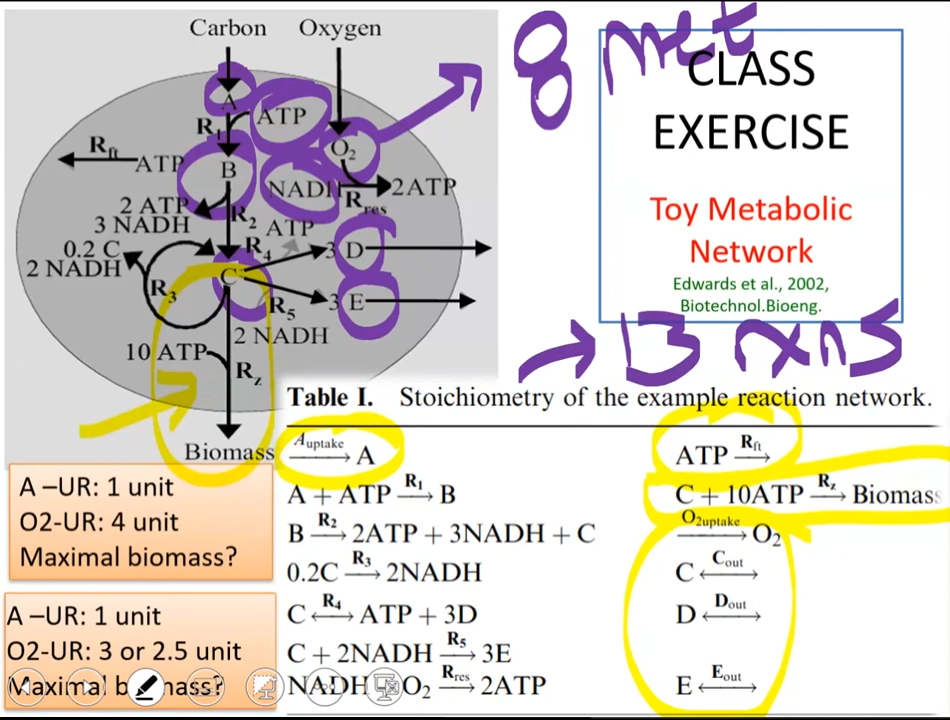 Carbon Oxygen
8 met
CLASS
EXERCISE
Toy Metabolic
Network
Edwards et al., 2002,
Biotechnol.Bioeng.
→ 13 rxns
A
R1 ATP
Rft
ATP
O2
B
NADH
2ATP
Rres
2 ATP
3 NADH
R2 ATP
0.2 C
2 NADH
R4
3 D
C
R3
R5
3 E
2 NADH
10 ATP
Rz
Biomass
A –UR: 1 unit
O2-UR: 4 unit
Maximal biomass?
A –UR: 1 unit
O2-UR: 3 or 2.5 unit
Maximal biomass?
Table I. Stoichiometry of the example reaction network.
Auptake → A
A + ATP R1 → B
B R2 → 2ATP + 3NADH + C
0.2C R3 → 2NADH
C R4 ↔ ATP + 3D
C + 2NADH R5 → 3E
NADH O2 Rres → 2ATP
ATP Rft →
C + 10ATP Rz → Biomass
O2uptake → O2
C Cout ↔
D Dout ↔
E Eout ↔